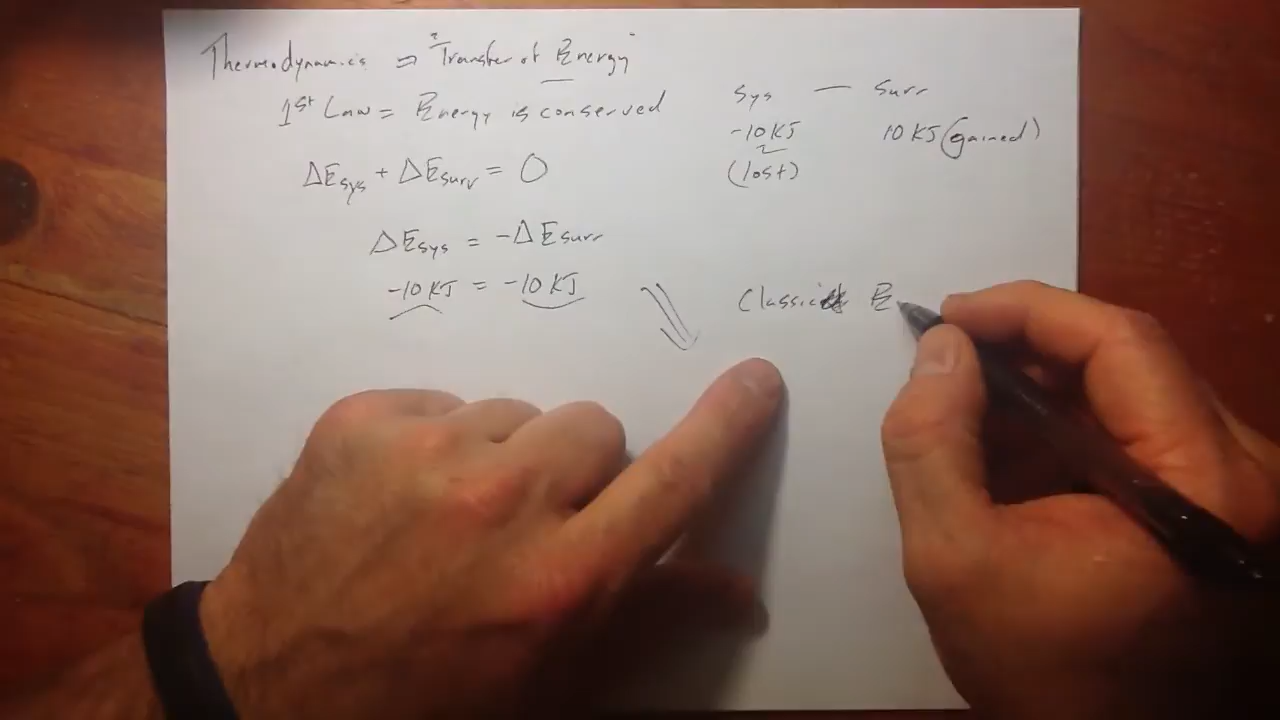 Thermodynamics = "Transfer of Energy"
1st Law = Energy is conserved
ΔEsys + ΔEsurr = 0
ΔEsys = -ΔEsurr
-10 KJ = -10 KJ
Sys — Surr
-10 KJ 10 KJ (gained)
(lost)
Classic E